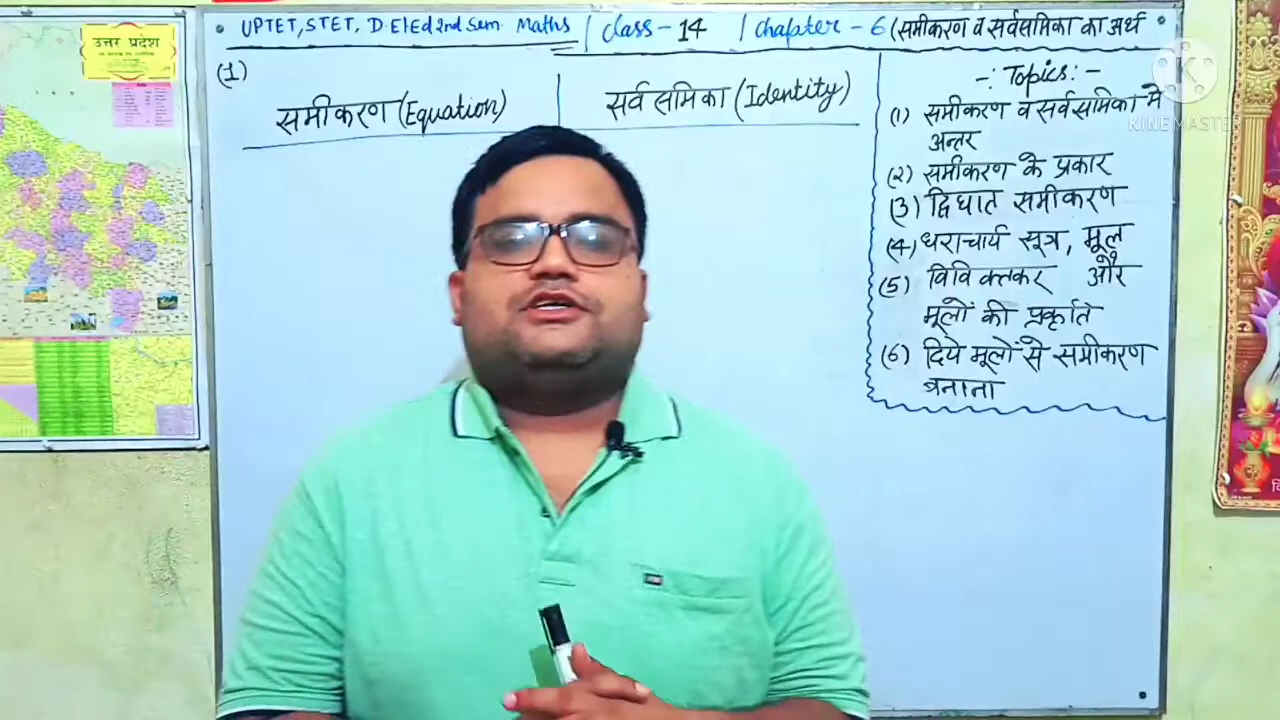 उत्तर प्रदेश
UPTET, STET, D.El.Ed 2nd Sem. Maths | Class - 14 | Chapter - 6 (समीकरण व सर्वसमिका का अर्थ
(1)
समीकरण (Equation)
सर्वसमिका (Identity)
-: Topics: -
(1) समीकरण व सर्वसमिका में
अन्तर
(2) समीकरण के प्रकार
(3) द्विघात समीकरण
(4) धराचार्य सूत्र, मूल
(5) विविक्तकर और
मूलों की प्रकृति
(6) दिये मूलों से समीकरण
बनाना
KINEMASTER